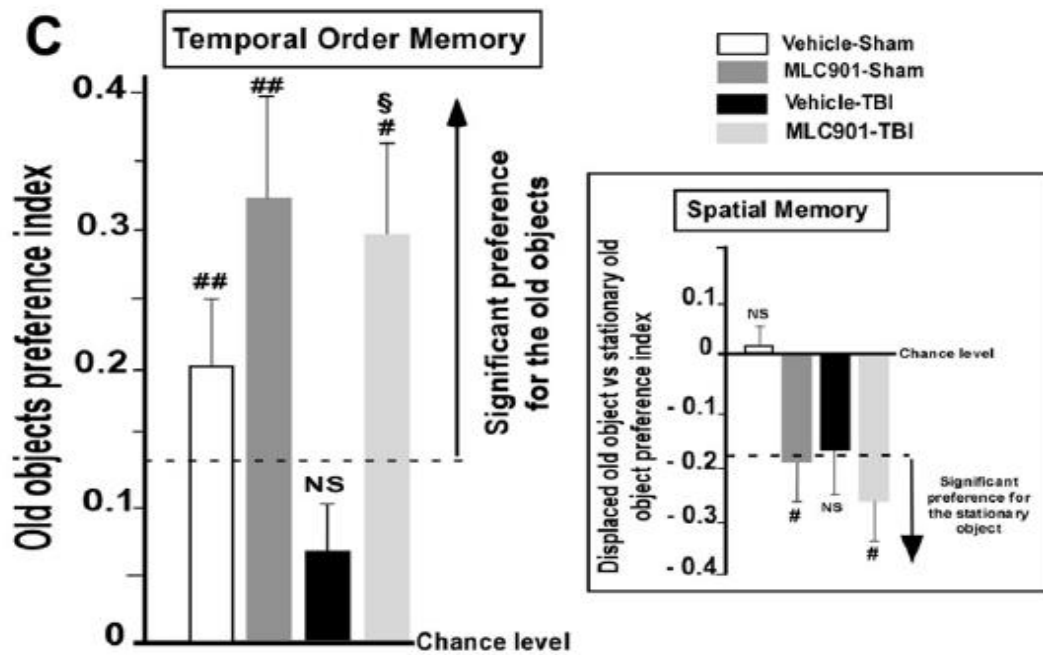 C
Temporal Order Memory
Old objects preference index
0.4
0.3
0.2
0.1
0
##
##
NS
§
#
Significant preference
for the old objects
Chance level
Vehicle-Sham
MLC901-Sham
Vehicle-TBI
MLC901-TBI
Spatial Memory
Displaced old object vs stationary old
object preference index
0.1
0
- 0.1
- 0.2
- 0.3
- 0.4
NS
#
NS
#
Chance level
Significant
preference for
the stationary
object